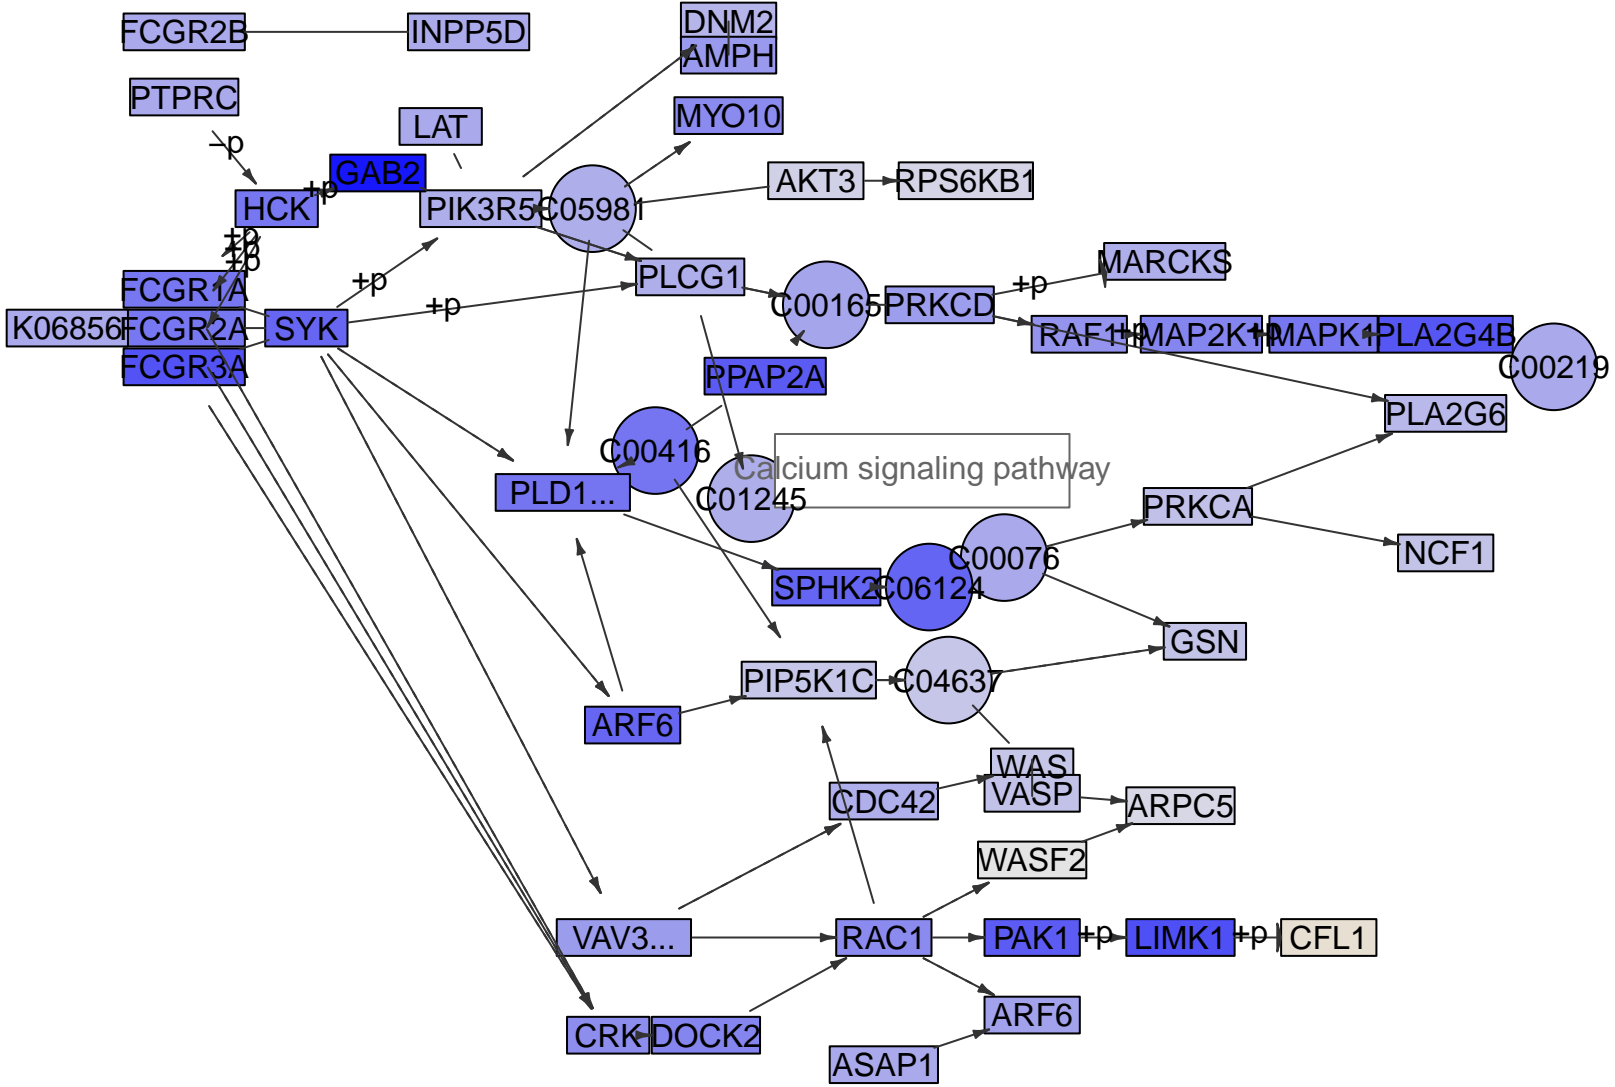 FCGR2B
INPP5D
DNM2
AMPH
PTPRC
LAT
MYO10
−p
GAB2
+p
HCK
PIK3R5
C05981
AKT3
RPS6KB1
+p
+p
+p
FCGR1A
+p
PLCG1
MARCKS
+p
C00165
PRKCD
+p
K06856
FCGR2A
SYK
RAF1
+p
MAP2K1
+p
MAPK1
PLA2G4B
FCGR3A
C00219
PPAP2A
PLA2G6
C00416
Calcium signaling pathway
PLD1...
C01245
PRKCA
NCF1
C00076
SPHK2
C06124
GSN
PIP5K1C
C04637
ARF6
WAS
VASP
CDC42
ARPC5
WASF2
VAV3...
RAC1
PAK1
+p
LIMK1
+p
CFL1
ARF6
CRK
DOCK2
ASAP1